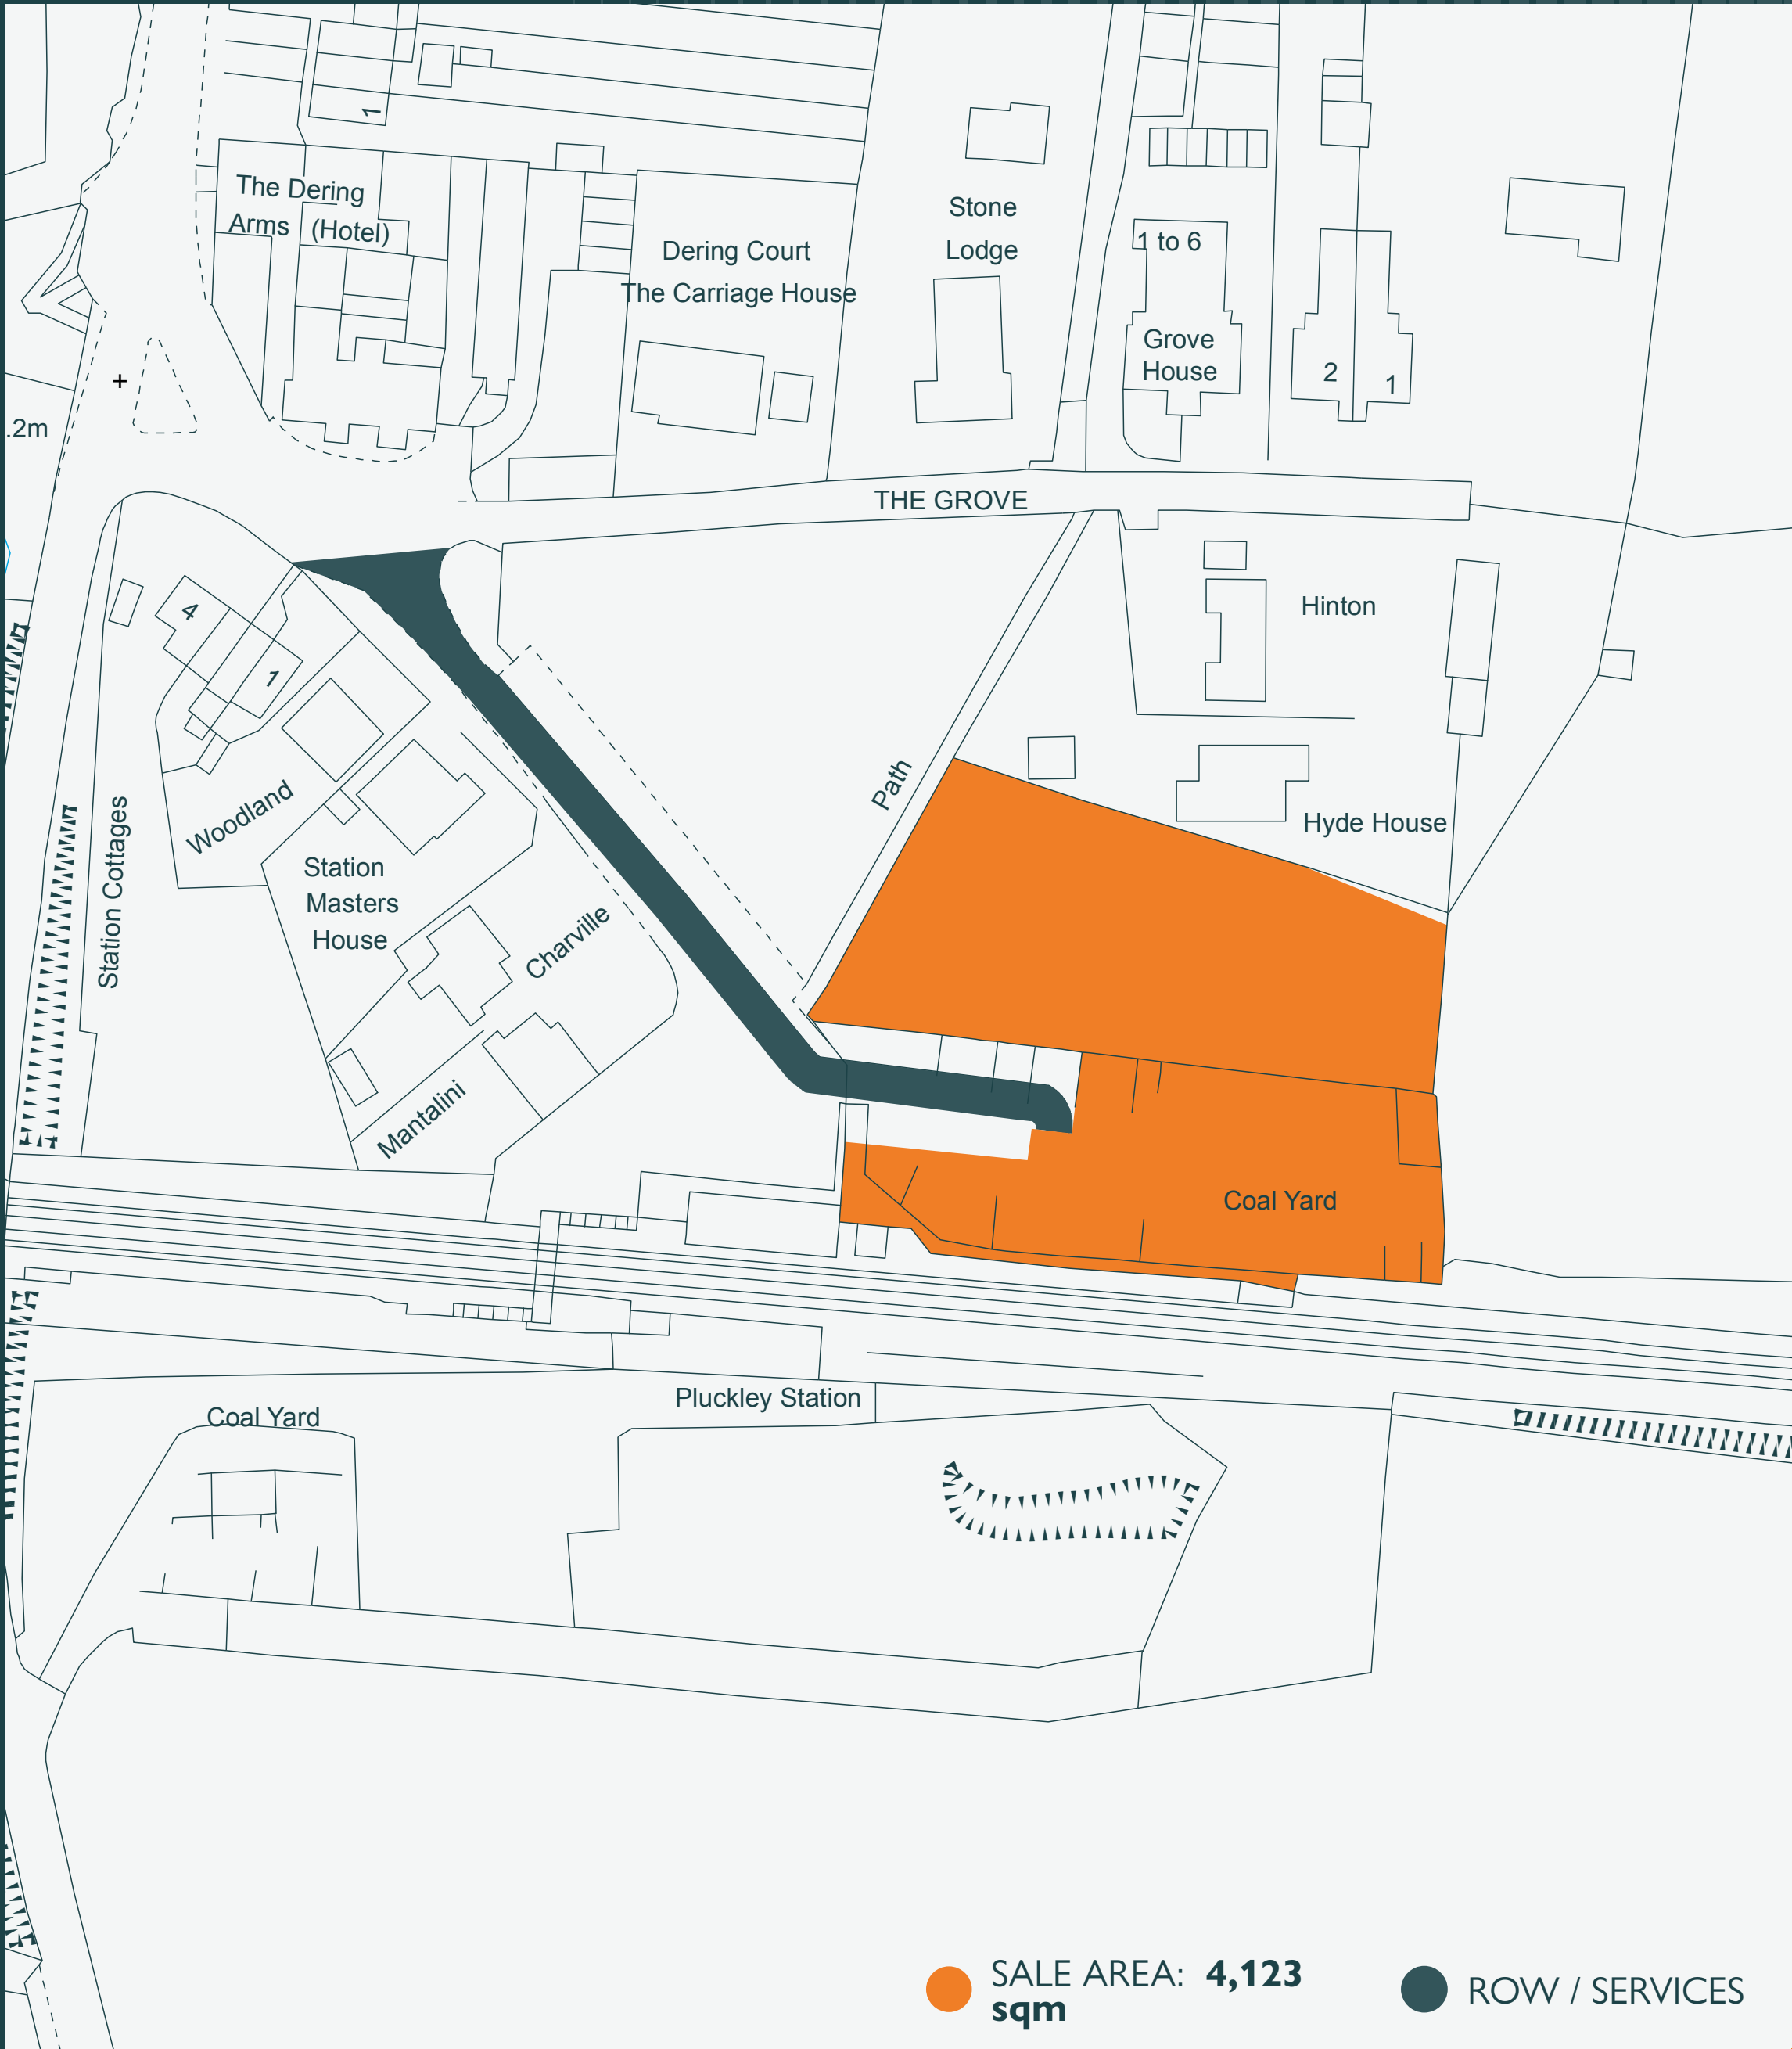 1
The Dering
Arms (Hotel)
Dering Court
The Carriage House
Stone
Lodge
1 to 6
Grove
House
2
1
.2m
THE GROVE
4
1
Hinton
Path
Hyde House
Woodland
Station Cottages
Station
Masters
House
Charville
Mantalini
Coal Yard
Pluckley Station
Coal Yard
SALE AREA: 4,123
sqm
ROW / SERVICES